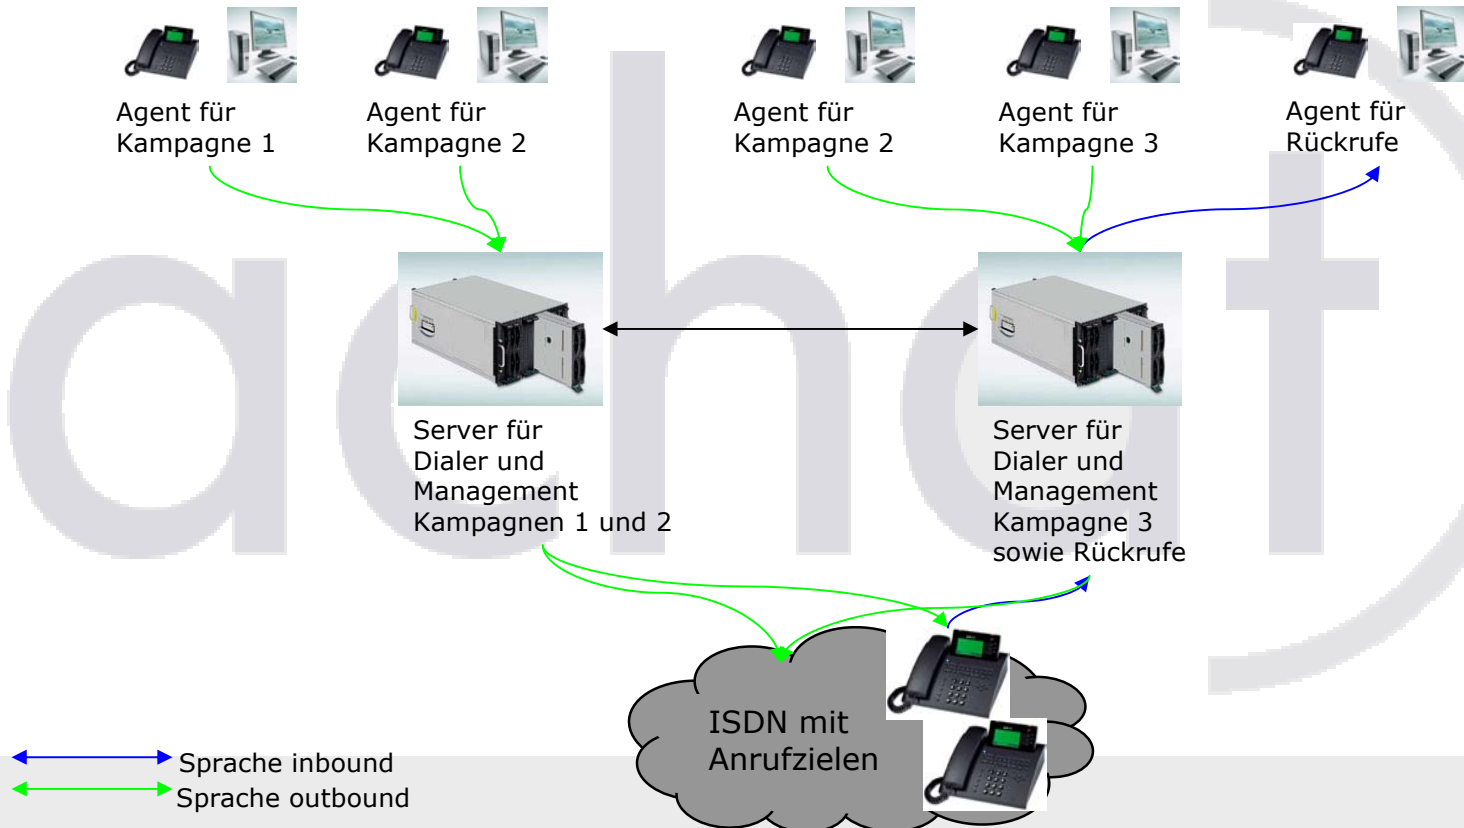 Agent für
Kampagne 1
Agent für
Kampagne 2
Agent für
Kampagne 2
Agent für
Kampagne 3
Agent für
Rückrufe
Server für
Dialer und
Management
Kampagnen 1 und 2
Server für
Dialer und
Management
Kampagne 3
sowie Rückrufe
ISDN mit
Anrufzielen
Sprache inbound
Sprache outbound
achat